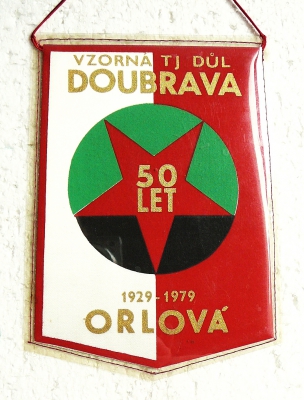 VZORNÁ TJ DŮL
DOUBRAVA
50
LET
1929-1979
ORLOVÁ